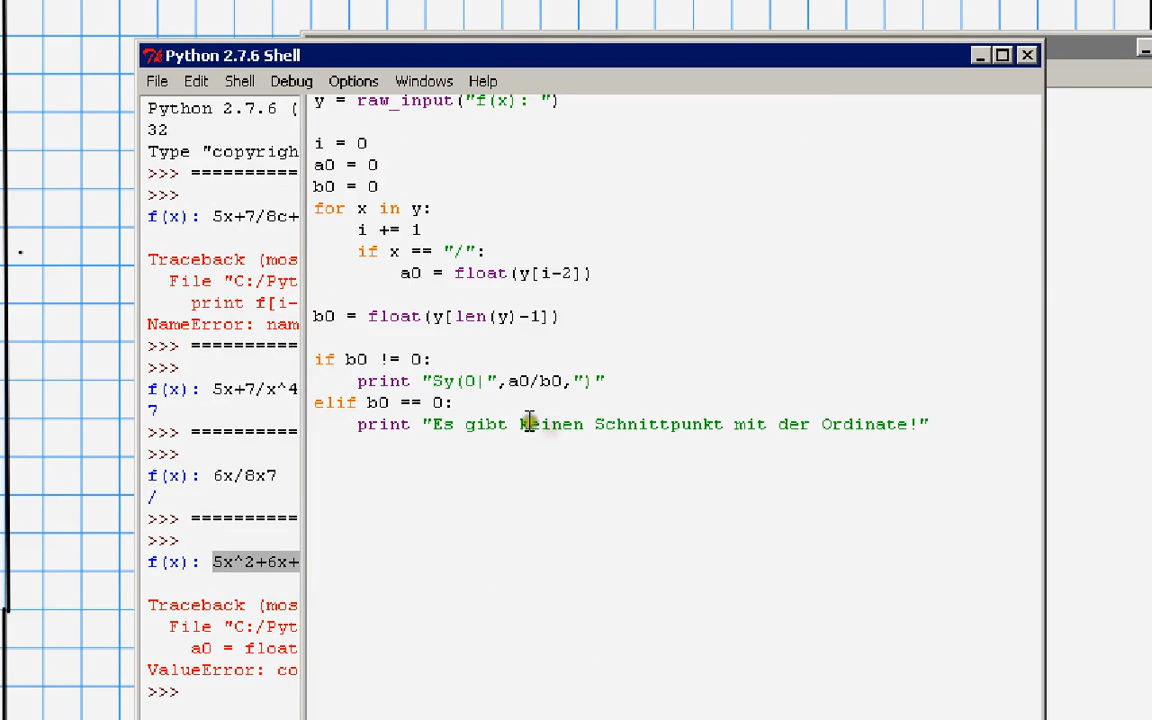 Python 2.7.6 Shell
File Edit Shell Debug Options Windows Help
Python 2.7.6 (
32
Type "copyrigh
>>> ==========
>>>
f(x): 5x+7/8c+
Traceback (mos
File "C:/Pyt
print f[i-
NameError: nam
>>> ==========
>>>
f(x): 5x+7/x^4
7
>>> ==========
>>>
f(x): 6x/8x7
/
>>> ==========
>>>
f(x): 5x^2+6x+
Traceback (mos
File "C:/Pyt
a0 = float
ValueError: co
>>>
y = raw_input("f(x): ")
i = 0
a0 = 0
b0 = 0
for x in y:
i += 1
if x == "/":
a0 = float(y[i-2])
b0 = float(y[len(y)-1])
if b0 != 0:
print "Sy(0|",a0/b0,")"
elif b0 == 0:
print "Es gibt keinen Schnittpunkt mit der Ordinate!"